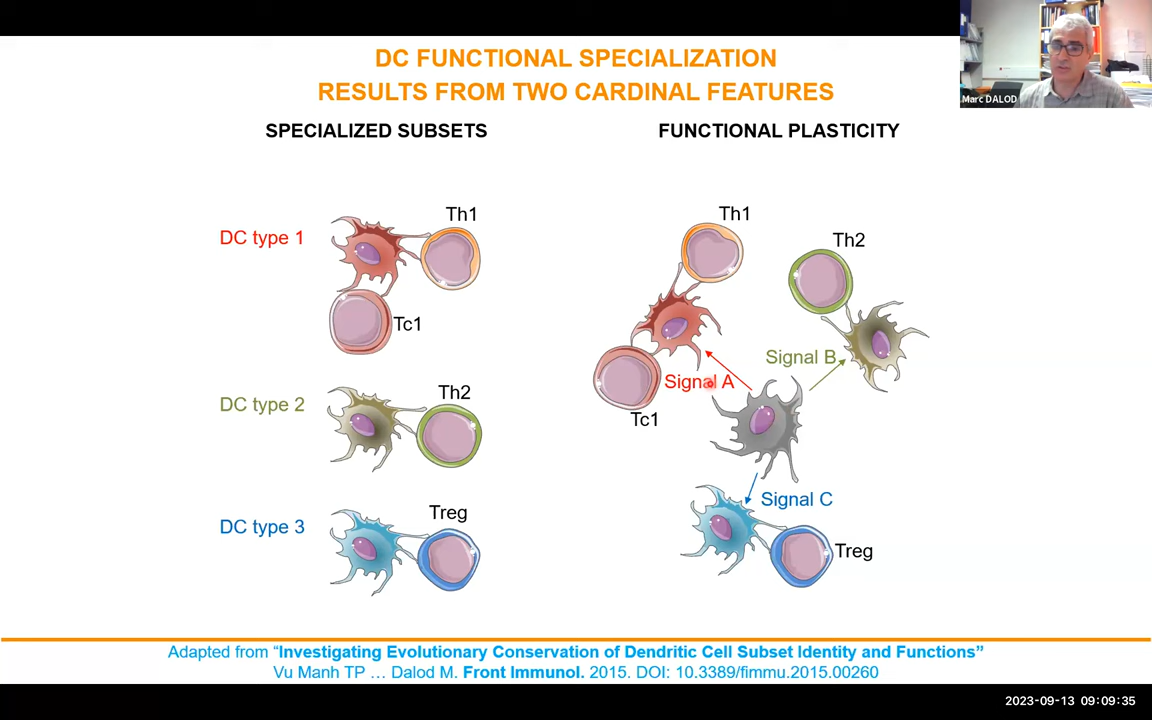 DC FUNCTIONAL SPECIALIZATION
RESULTS FROM TWO CARDINAL FEATURES
Marc DALOD
SPECIALIZED SUBSETS
DC type 1
Th1
Tc1
DC type 2
Th2
DC type 3
Treg
FUNCTIONAL PLASTICITY
Th1
Th2
Signal B
Signal A
Tc1
Signal C
Treg
Adapted from “Investigating Evolutionary Conservation of Dendritic Cell Subset Identity and Functions”
Vu Manh TP … Dalod M. Front Immunol. 2015. DOI: 10.3389/fimmu.2015.00260
2023-09-13 09:09:35